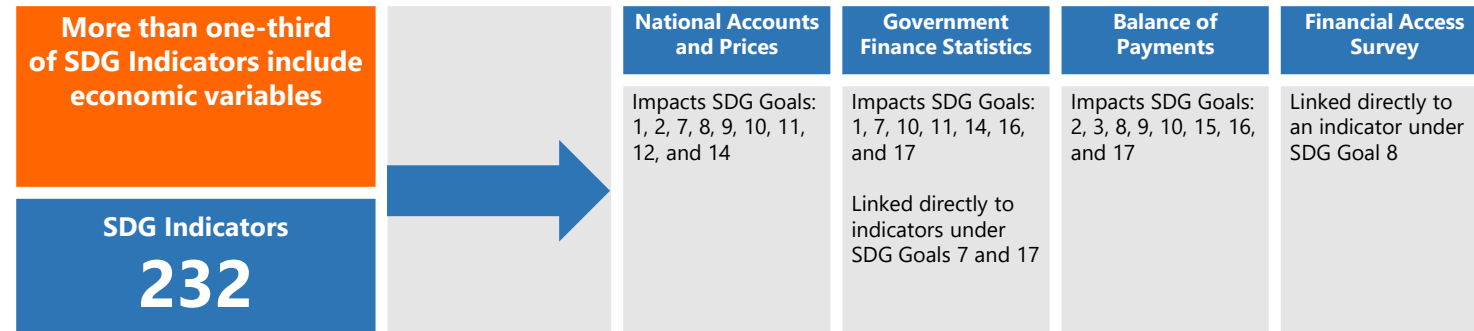 More than one-third
of SDG Indicators include
economic variables
SDG Indicators
232
National Accounts
and Prices
Impacts SDG Goals:
1, 2, 7, 8, 9, 10, 11,
12, and 14
Government
Finance Statistics
Impacts SDG Goals:
1, 7, 10, 11, 14, 16,
and 17
Linked directly to
indicators under
SDG Goals 7 and 17
Balance of
Payments
Impacts SDG Goals:
2, 3, 8, 9, 10, 15, 16,
and 17
Financial Access
Survey
Linked directly to
an indicator under
SDG Goal 8